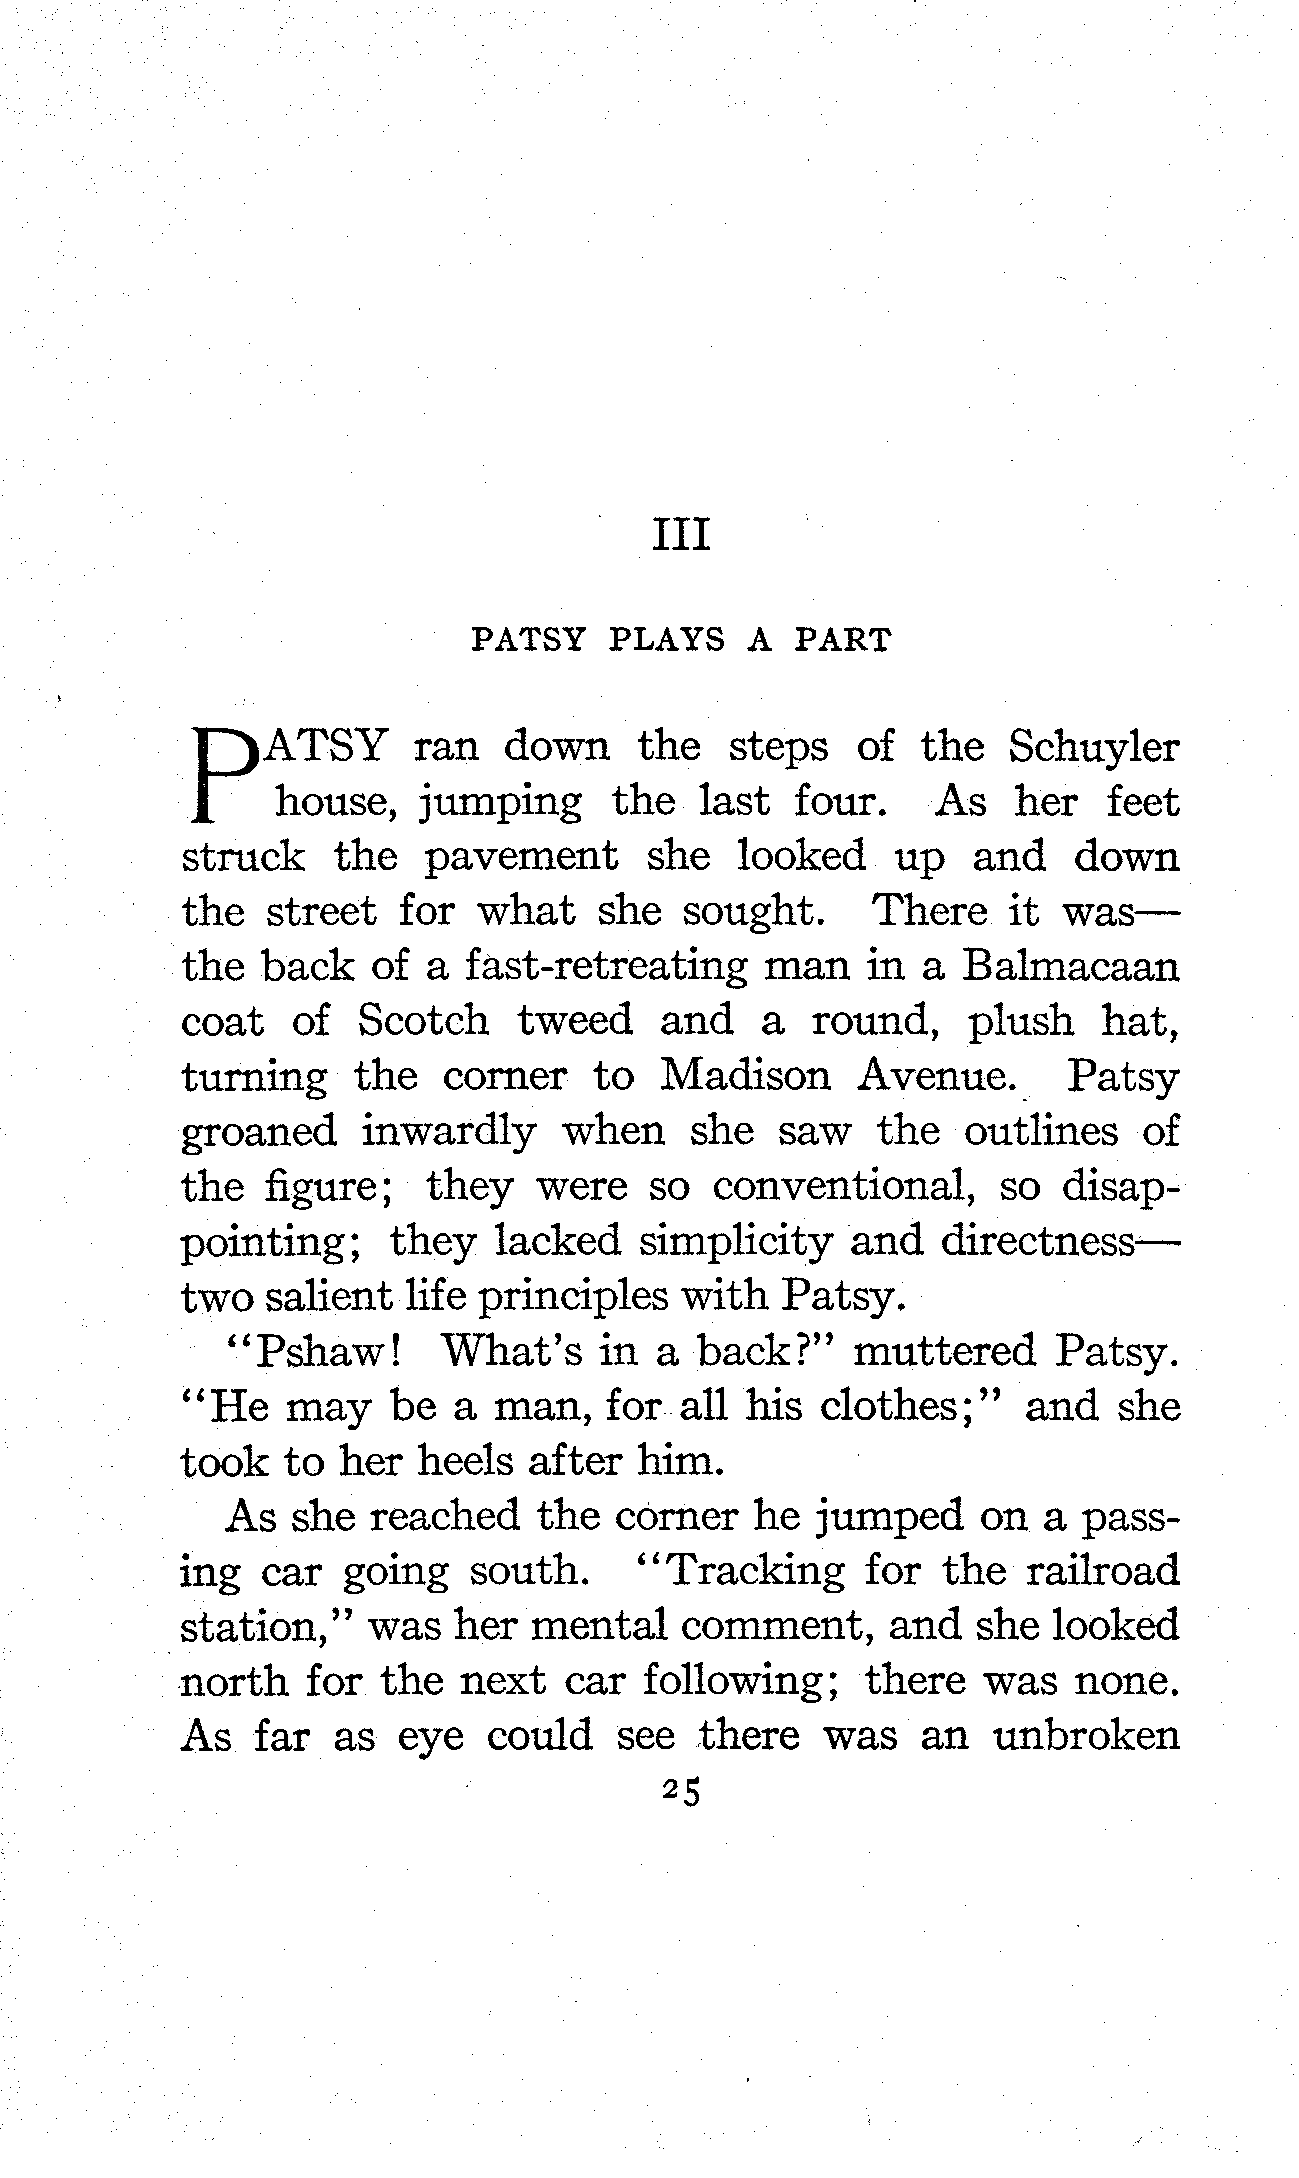 III
PATSY PLAYS A PART
PATSY ran down the steps of the Schuyler
house, jumping the last four. As her feet
struck the pavement she looked up and down
the street for what she sought. There it was—
the back of a fast-retreating man in a Balmacaan
coat of Scotch tweed and a round, plush hat,
turning the corner to Madison Avenue. Patsy
groaned inwardly when she saw the outlines of
the figure; they were so conventional, so disap-
pointing; they lacked simplicity and directness—
two salient life principles with Patsy.
“Pshaw! What's in a back?” muttered Patsy.
“He may be a man, for all his clothes;” and she
took to her heels after him.
As she reached the corner he jumped on a pass-
ing car going south. “Tracking for the railroad
station,” was her mental comment, and she looked
north for the next car following; there was none.
As far as eye could see there was an unbroken
25